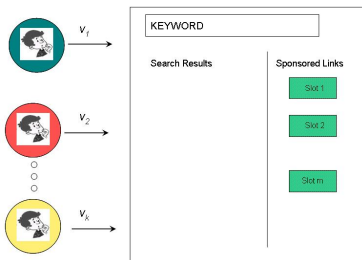 v1
KEYWORD
Search Results
Sponsored Links
Slot 1
v2
Slot 2
Slot m
vk